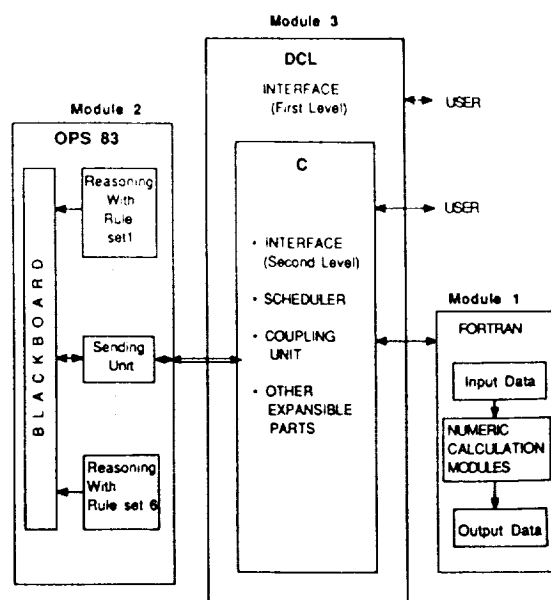 Module 3
DCL
INTERFACE
(First Level)
USER
Module 2
OPS 83
BLACKBOARD
Reasoning
With
Rule
set1
Sending
Unit
Reasoning
With
Rule set 6
C
USER
• INTERFACE
(Second Level)
• SCHEDULER
• COUPLING
UNIT
• OTHER
EXPANSIBLE
PARTS
Module 1
FORTRAN
Input Data
NUMERIC
CALCULATION
MODULES
Output Data